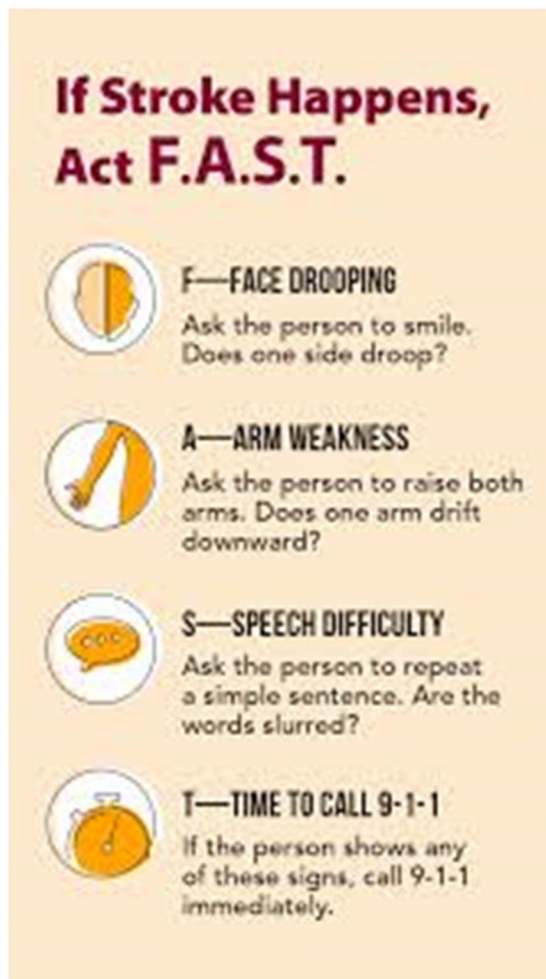 If Stroke Happens,
Act F.A.S.T.
F—FACE DROOPING
Ask the person to smile.
Does one side droop?
A—ARM WEAKNESS
Ask the person to raise both
arms. Does one arm drift
downward?
S—SPEECH DIFFICULTY
Ask the person to repeat
a simple sentence. Are the
words slurred?
T—TIME TO CALL 9-1-1
If the person shows any
of these signs, call 9-1-1
immediately.